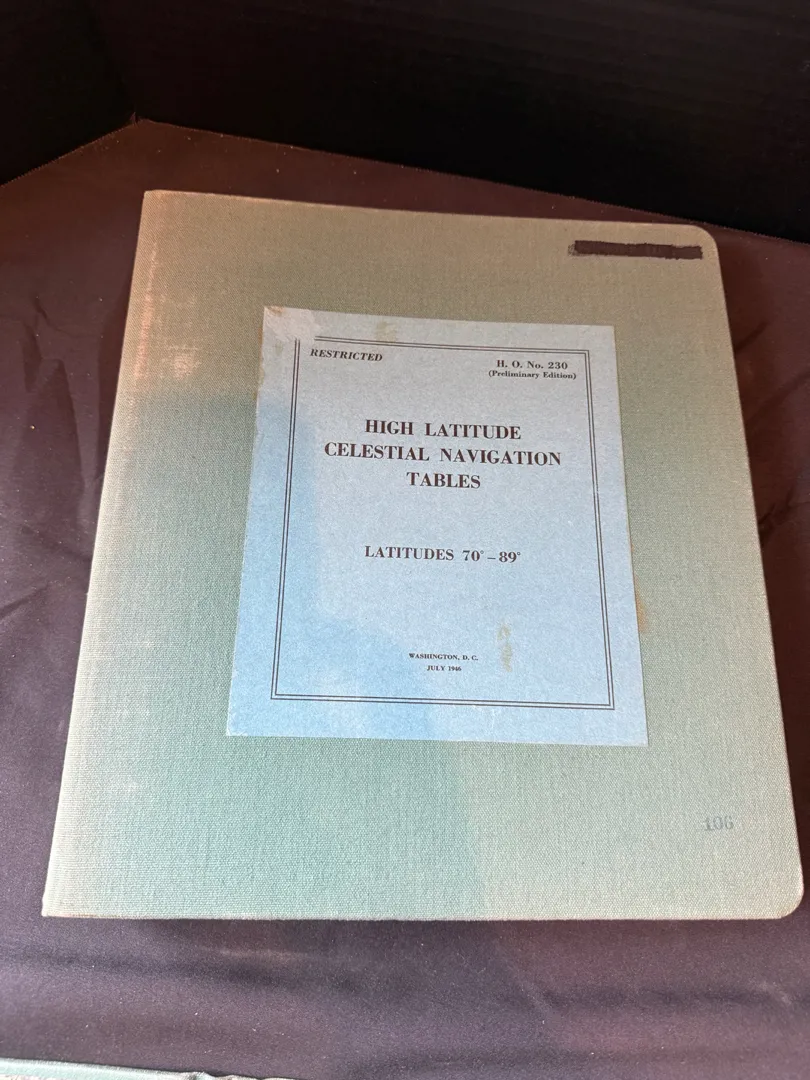 RESTRICTED
H. O. No. 230
(Preliminary Edition)
HIGH LATITUDE
CELESTIAL NAVIGATION
TABLES
LATITUDES 70° – 89°
WASHINGTON, D. C.
JULY 1946
106